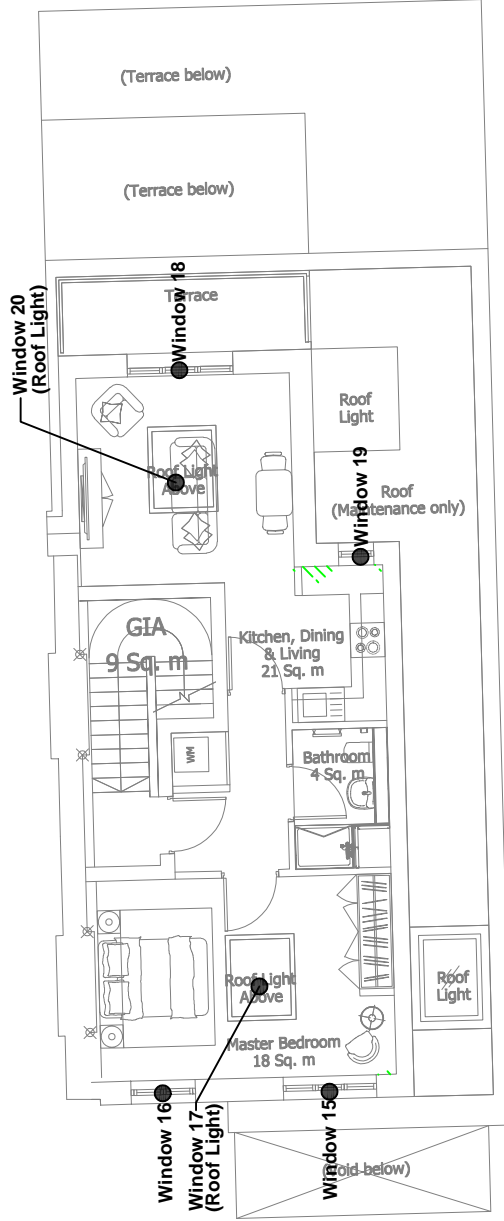 (Terrace below)
(Terrace below)
Window 20
(Roof Light)
Window 18
Terrace
Roof Light
Above
Roof
Light
Roof
(Maintenance only)
Window 19
GIA
9 Sq. m
Kitchen, Dining
& Living
21 Sq. m
WM
Bathroom
4 Sq. m
Roof Light
Above
Roof
Light
Master Bedroom
18 Sq. m
Window 16
Window 17
(Roof Light)
Window 15
(Void below)